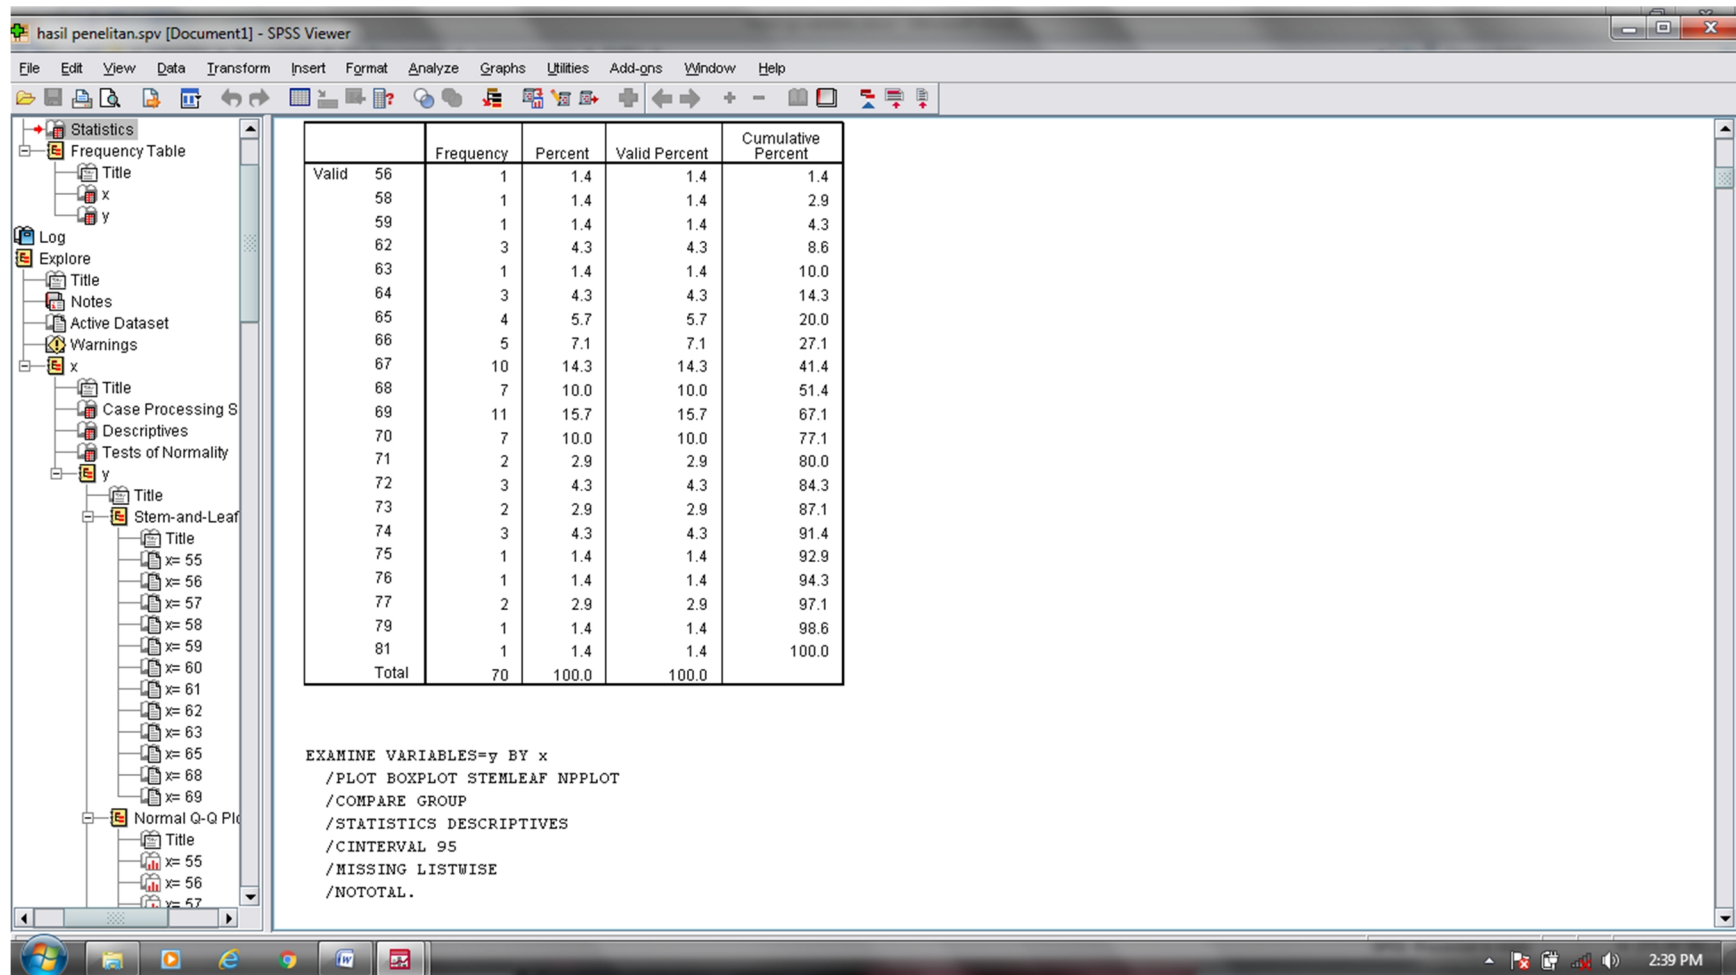 hasil penelitan.spv [Document1] - SPSS Viewer
File Edit View Data Transform Insert Format Analyze Graphs Utilities Add-ons Window Help
Statistics
Frequency Table
Title
x
y
Log
Explore
Title
Notes
Active Dataset
Warnings
x
Title
Case Processing S
Descriptives
Tests of Normality
y
Title
Stem-and-Leaf
Title
x= 55
x= 56
x= 57
x= 58
x= 59
x= 60
x= 61
x= 62
x= 63
x= 65
x= 68
x= 69
Normal Q-Q Plo
Title
x= 55
x= 56
x= 57
Frequency Percent Valid Percent Cumulative Percent
Valid 56 1 1.4 1.4 1.4
58 1 1.4 1.4 2.9
59 1 1.4 1.4 4.3
62 3 4.3 4.3 8.6
63 1 1.4 1.4 10.0
64 3 4.3 4.3 14.3
65 4 5.7 5.7 20.0
66 5 7.1 7.1 27.1
67 10 14.3 14.3 41.4
68 7 10.0 10.0 51.4
69 11 15.7 15.7 67.1
70 7 10.0 10.0 77.1
71 2 2.9 2.9 80.0
72 3 4.3 4.3 84.3
73 2 2.9 2.9 87.1
74 3 4.3 4.3 91.4
75 1 1.4 1.4 92.9
76 1 1.4 1.4 94.3
77 2 2.9 2.9 97.1
79 1 1.4 1.4 98.6
81 1 1.4 1.4 100.0
Total 70 100.0 100.0
EXAMINE VARIABLES=y BY x
/PLOT BOXPLOT STEMLEAF NPPLOT
/COMPARE GROUP
/STATISTICS DESCRIPTIVES
/CINTERVAL 95
/MISSING LISTWISE
/NOTOTAL.
2:39 PM